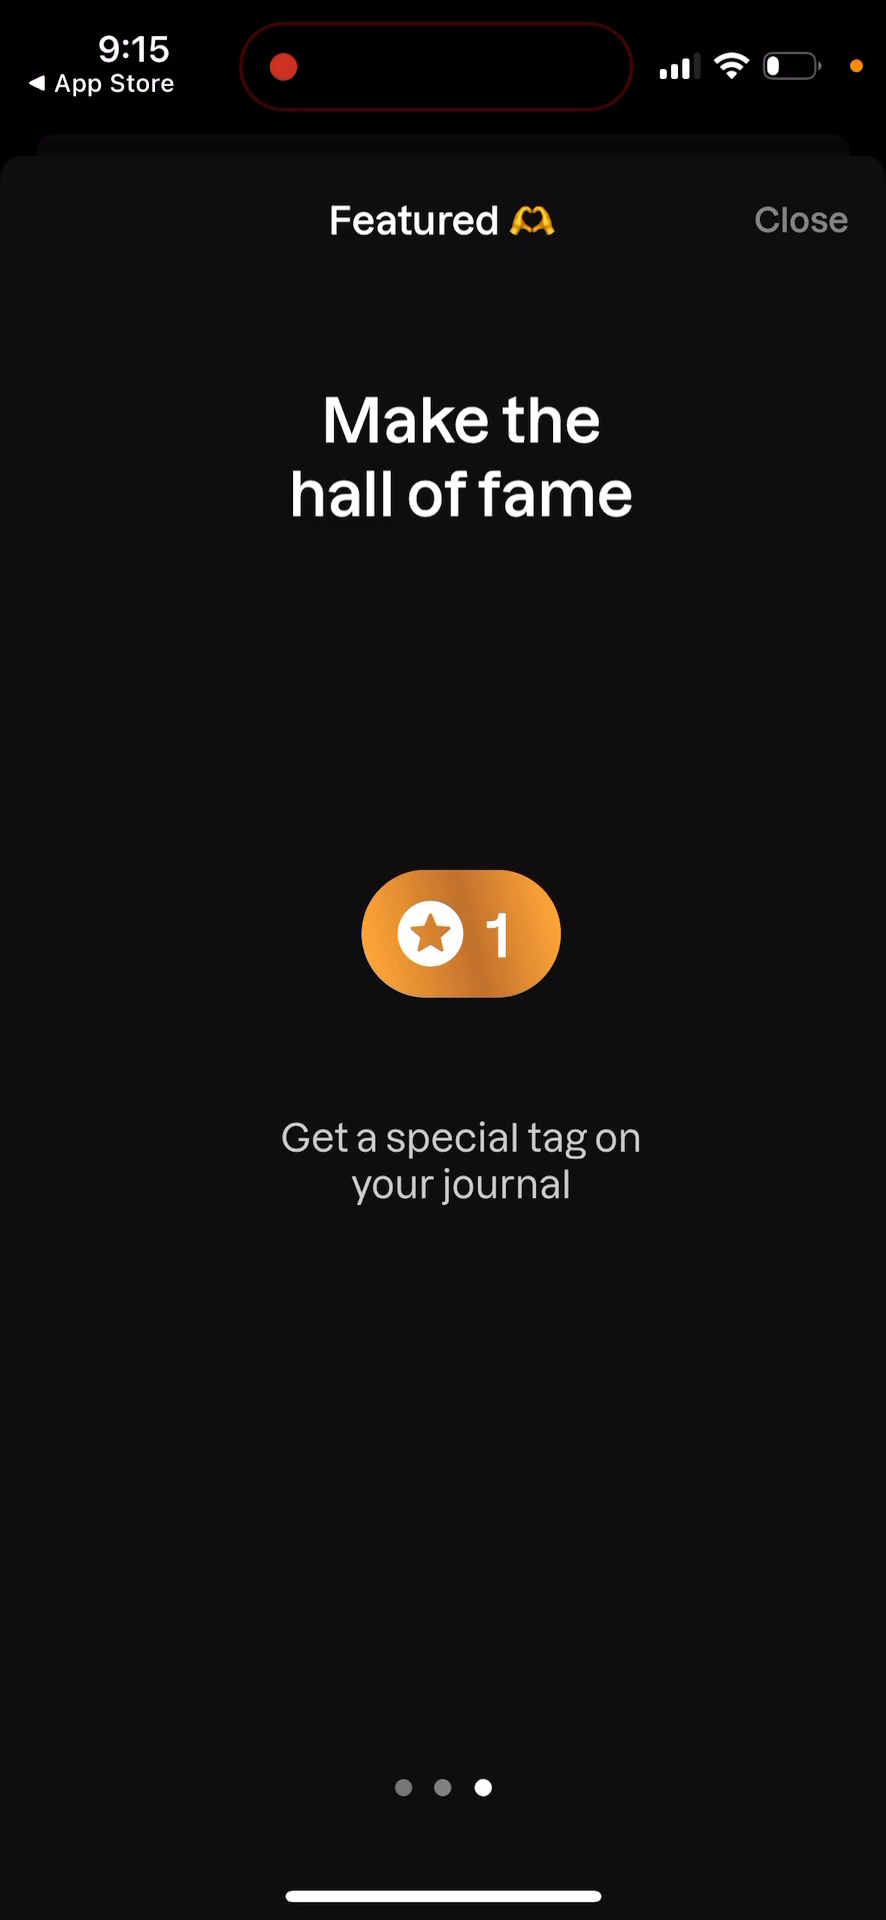 9:15
◀ App Store
Featured 🫶
Close
Make the
hall of fame
1
Get a special tag on
your journal